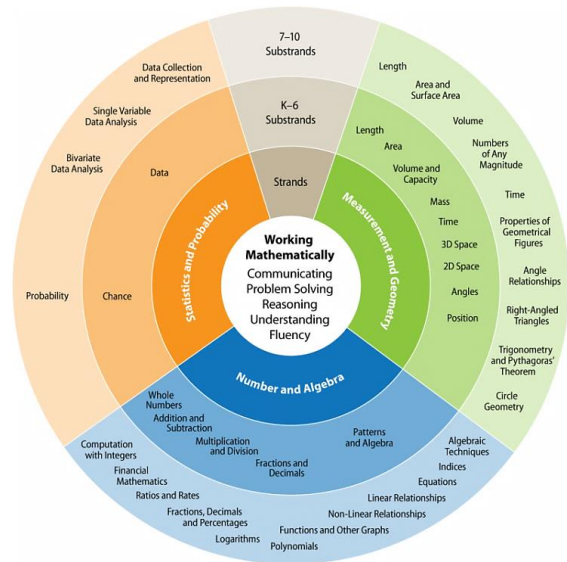 7–10
Substrands
K–6
Substrands
Strands
Working
Mathematically
Communicating
Problem Solving
Reasoning
Understanding
Fluency
Statistics and Probability
Data
Chance
Data Collection
and Representation
Single Variable
Data Analysis
Bivariate
Data Analysis
Probability
Measurement and Geometry
Length
Area
Volume and
Capacity
Mass
Time
3D Space
2D Space
Angles
Position
Length
Area and
Surface Area
Volume
Numbers
of Any
Magnitude
Time
Properties of
Geometrical
Figures
Angle
Relationships
Right-Angled
Triangles
Trigonometry
and Pythagoras’
Theorem
Circle
Geometry
Number and Algebra
Whole
Numbers
Addition and
Subtraction
Multiplication
and Division
Fractions and
Decimals
Patterns
and Algebra
Computation
with Integers
Financial
Mathematics
Ratios and Rates
Fractions, Decimals
and Percentages
Logarithms
Polynomials
Functions and Other Graphs
Non-Linear Relationships
Linear Relationships
Equations
Indices
Algebraic
Techniques